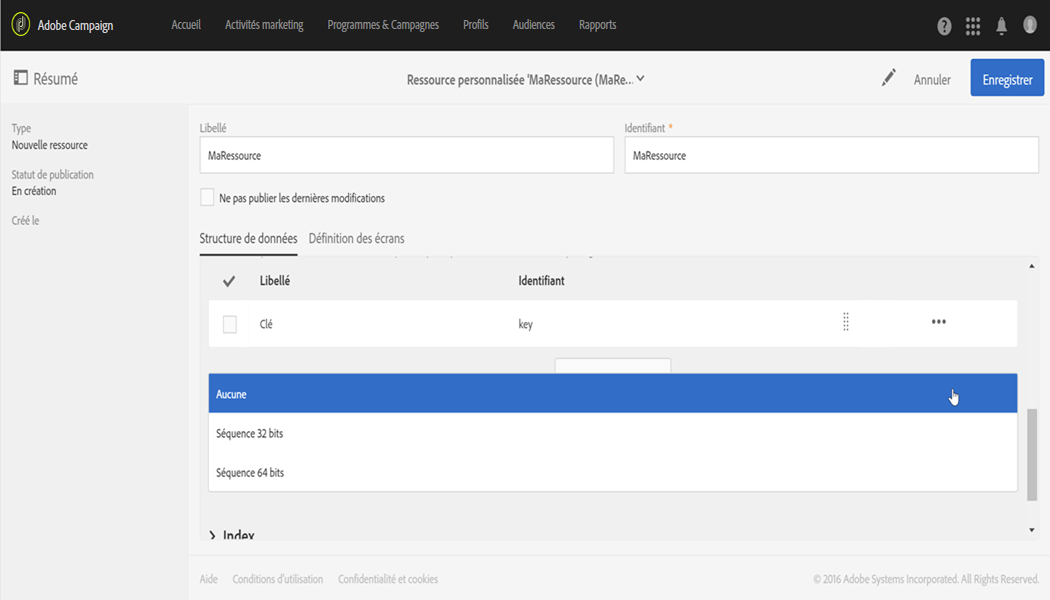 Adobe Campaign
Accueil
Activités marketing
Programmes & Campagnes
Profils
Audiences
Rapports
Résumé
Ressource personnalisée 'MaRessource (MaRe...
Annuler
Enregistrer
Type
Nouvelle ressource
Statut de publication
En création
Créé le
Libellé
Identifiant *
MaRessource
MaRessource
Ne pas publier les dernières modifications
Structure de données
Définition des écrans
Libellé
Identifiant
Clé
key
Aucune
Séquence 32 bits
Séquence 64 bits
Index
Aide
Conditions d'utilisation
Confidentialité et cookies
© 2016 Adobe Systems Incorporated. All Rights Reserved.